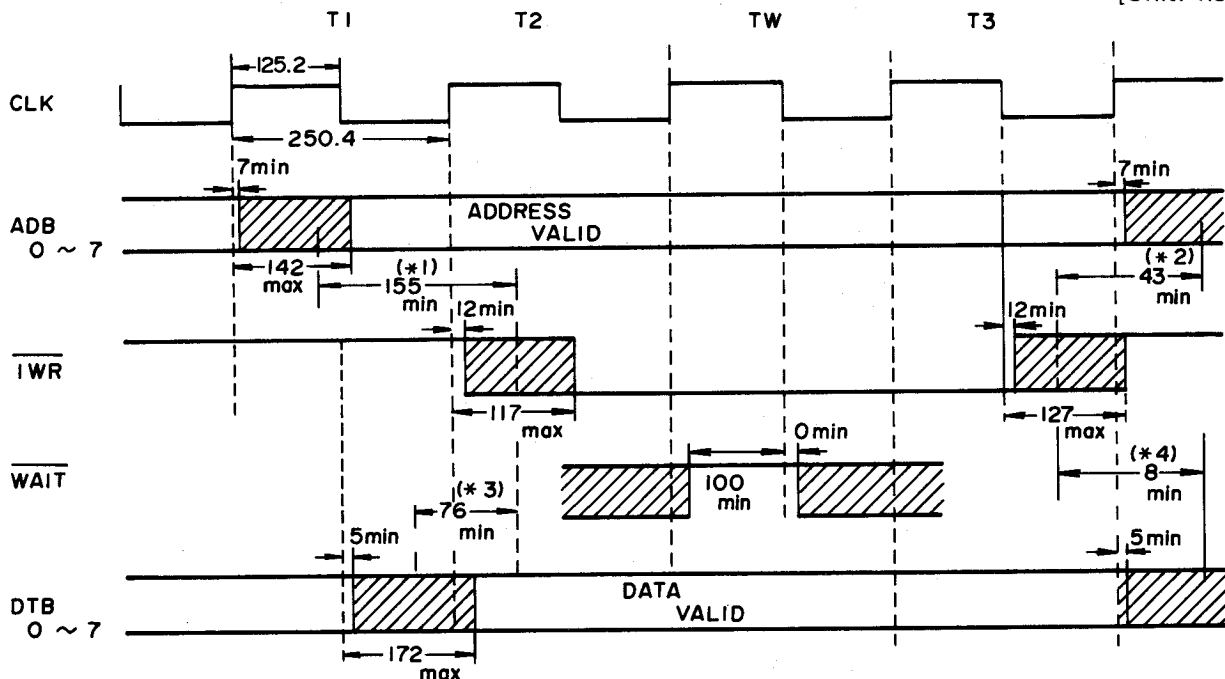 T1 T2 TW T3
125.2
CLK
250.4
7min 7min
ADDRESS
ADB VALID
0 ~ 7
142 (*1) (*2)
max 155 43
min min
12min 12min
IWR
117 127
max max
0min
WAIT
100 (*4)
(*3) min 8
76 min
min
5min 5min
DATA
DTB VALID
0 ~ 7
172
max